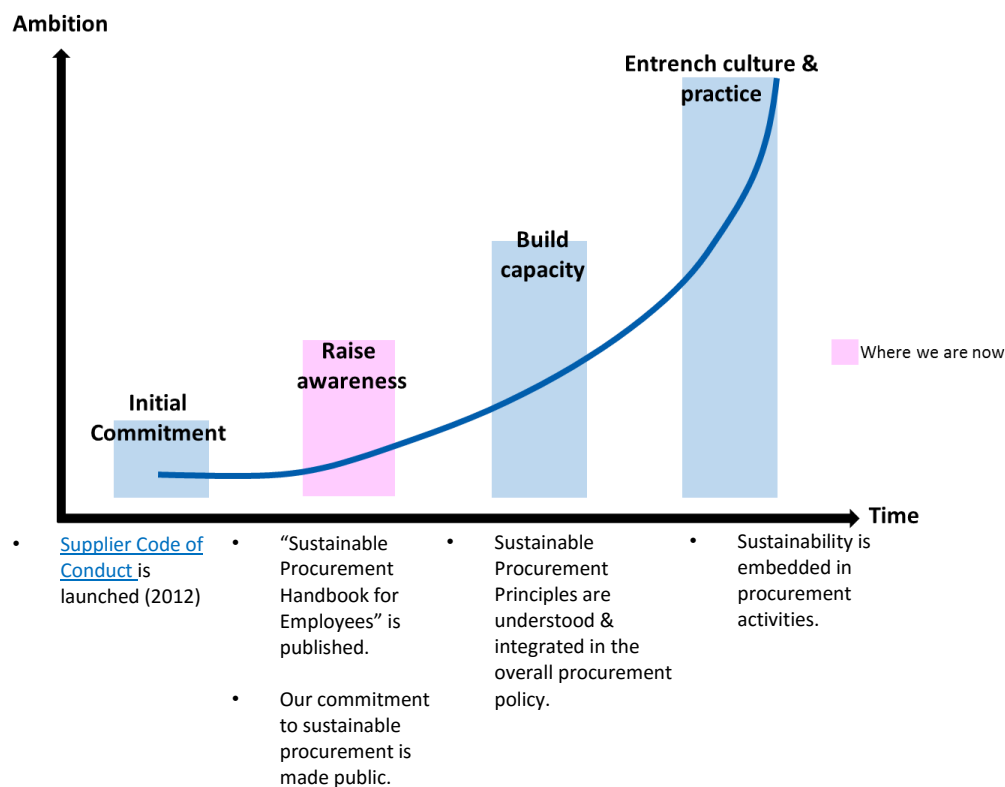 Ambition
Entrench culture &
practice
Build
capacity
Raise
awareness
Where we are now
Initial
Commitment
Time
• Supplier Code of
Conduct is
launched (2012)
• “Sustainable
Procurement
Handbook for
Employees” is
published.
• Our commitment
to sustainable
procurement is
made public.
• Sustainable
Procurement
Principles are
understood &
integrated in the
overall procurement
policy.
• Sustainability is
embedded in
procurement
activities.